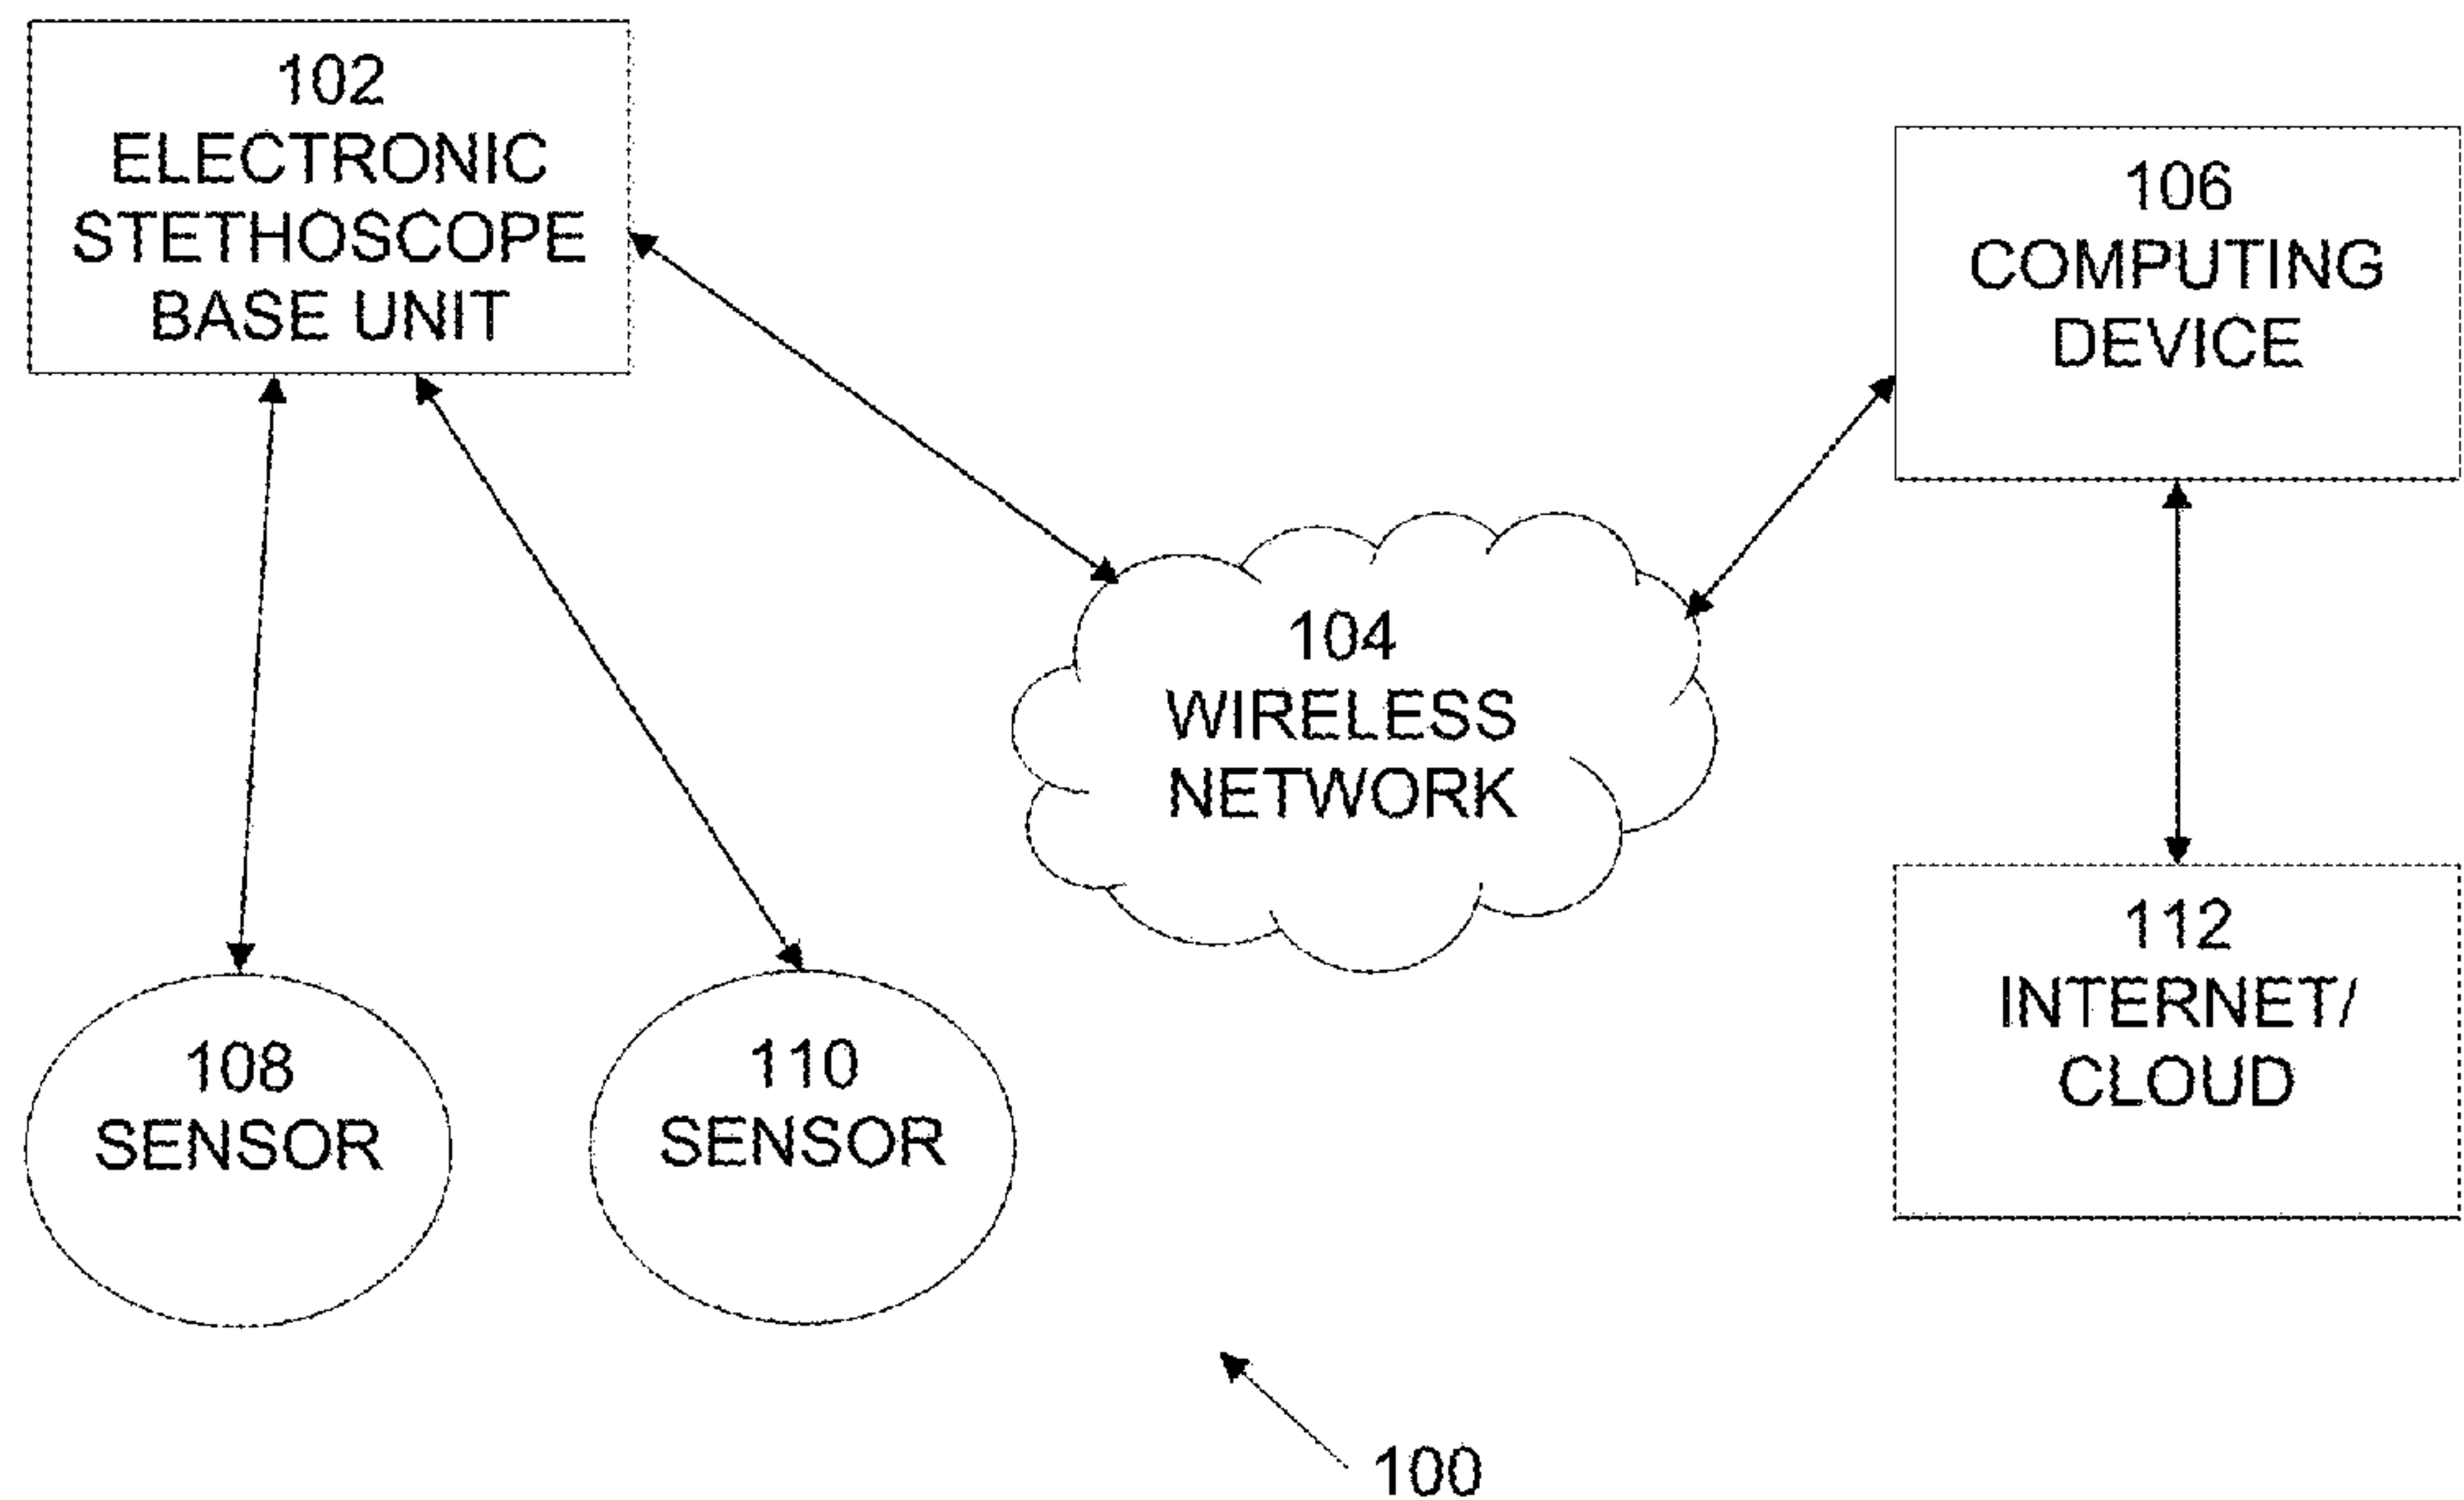 102
ELECTRONIC
STETHOSCOPE
BASE UNIT
106
COMPUTING
DEVICE
104
WIRELESS
NETWORK
112
INTERNET/
CLOUD
108
SENSOR
110
SENSOR
100